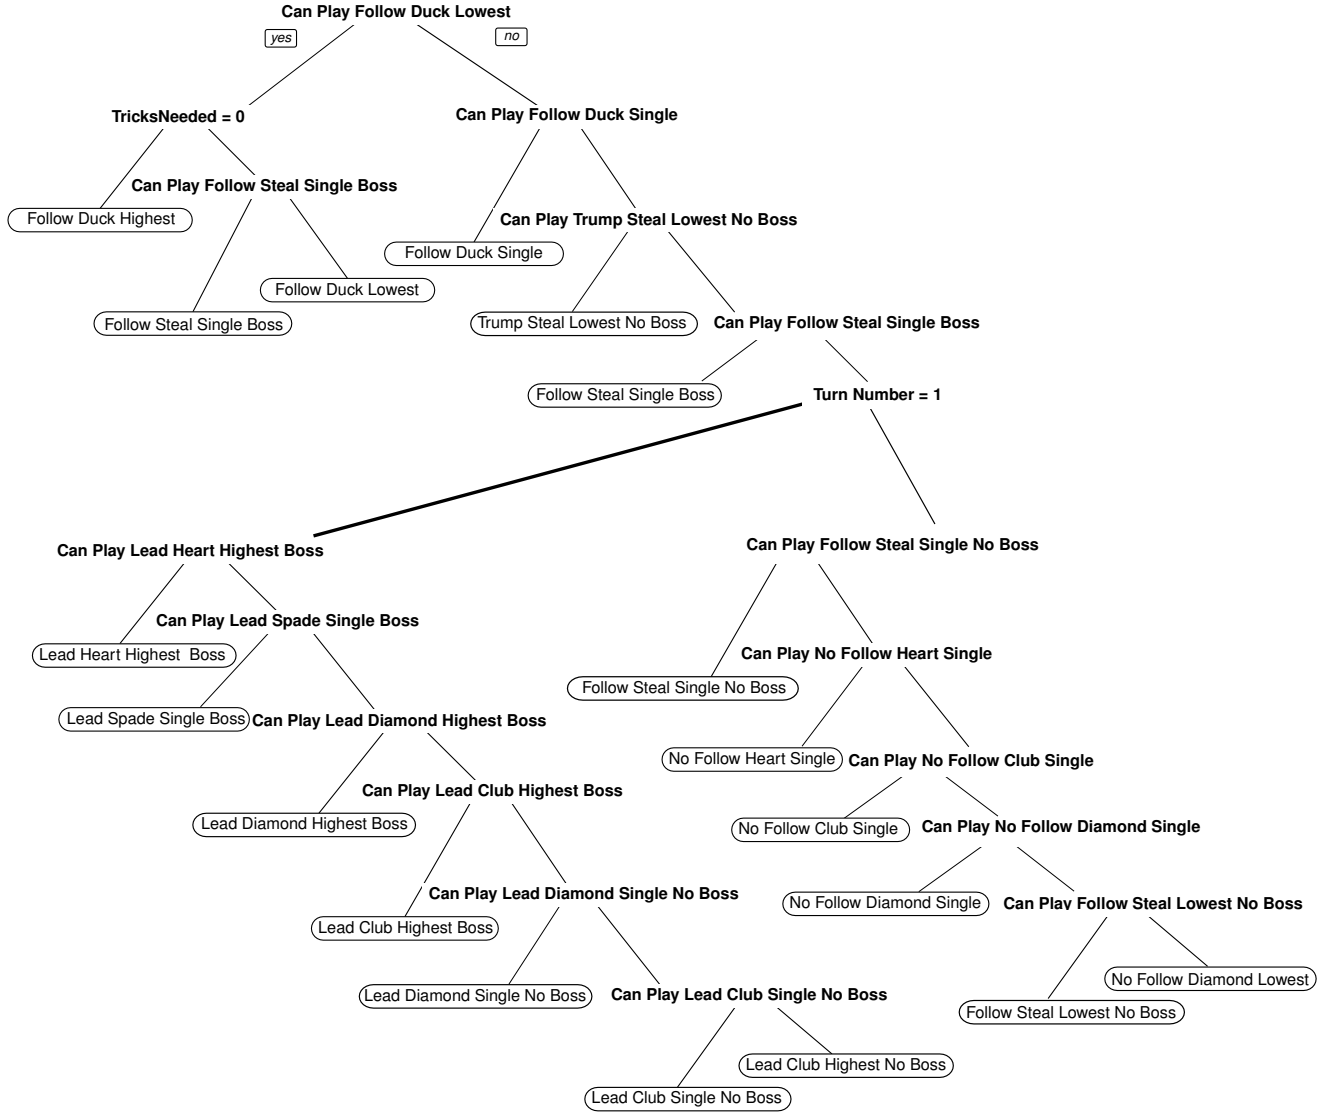 Can Play Follow Duck Lowest
yes
no
TricksNeeded = 0
Can Play Follow Duck Single
Can Play Follow Steal Single Boss
Follow Duck Highest
Can Play Trump Steal Lowest No Boss
Follow Duck Single
Follow Duck Lowest
Follow Steal Single Boss
Trump Steal Lowest No Boss
Can Play Follow Steal Single Boss
Follow Steal Single Boss
Turn Number = 1
Can Play Lead Heart Highest Boss
Can Play Follow Steal Single No Boss
Can Play Lead Spade Single Boss
Lead Heart Highest Boss
Can Play No Follow Heart Single
Follow Steal Single No Boss
Lead Spade Single Boss
Can Play Lead Diamond Highest Boss
No Follow Heart Single
Can Play No Follow Club Single
Can Play Lead Club Highest Boss
Lead Diamond Highest Boss
No Follow Club Single
Can Play No Follow Diamond Single
Can Play Lead Diamond Single No Boss
No Follow Diamond Single
Can Play Follow Steal Lowest No Boss
Lead Club Highest Boss
No Follow Diamond Lowest
Lead Diamond Single No Boss
Can Play Lead Club Single No Boss
Follow Steal Lowest No Boss
Lead Club Highest No Boss
Lead Club Single No Boss